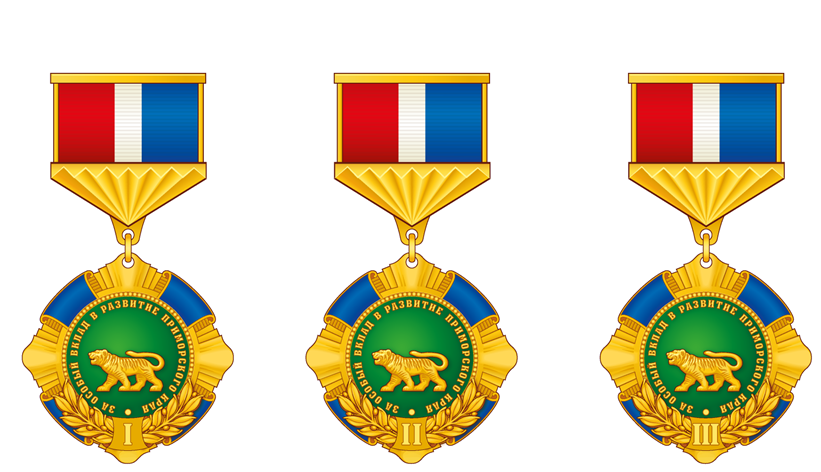 ЗА ОСОБЫЙ ВКЛАД В РАЗВИТИЕ ПРИМОРСКОГО КРАЯ
I
ЗА ОСОБЫЙ ВКЛАД В РАЗВИТИЕ ПРИМОРСКОГО КРАЯ
II
ЗА ОСОБЫЙ ВКЛАД В РАЗВИТИЕ ПРИМОРСКОГО КРАЯ
III